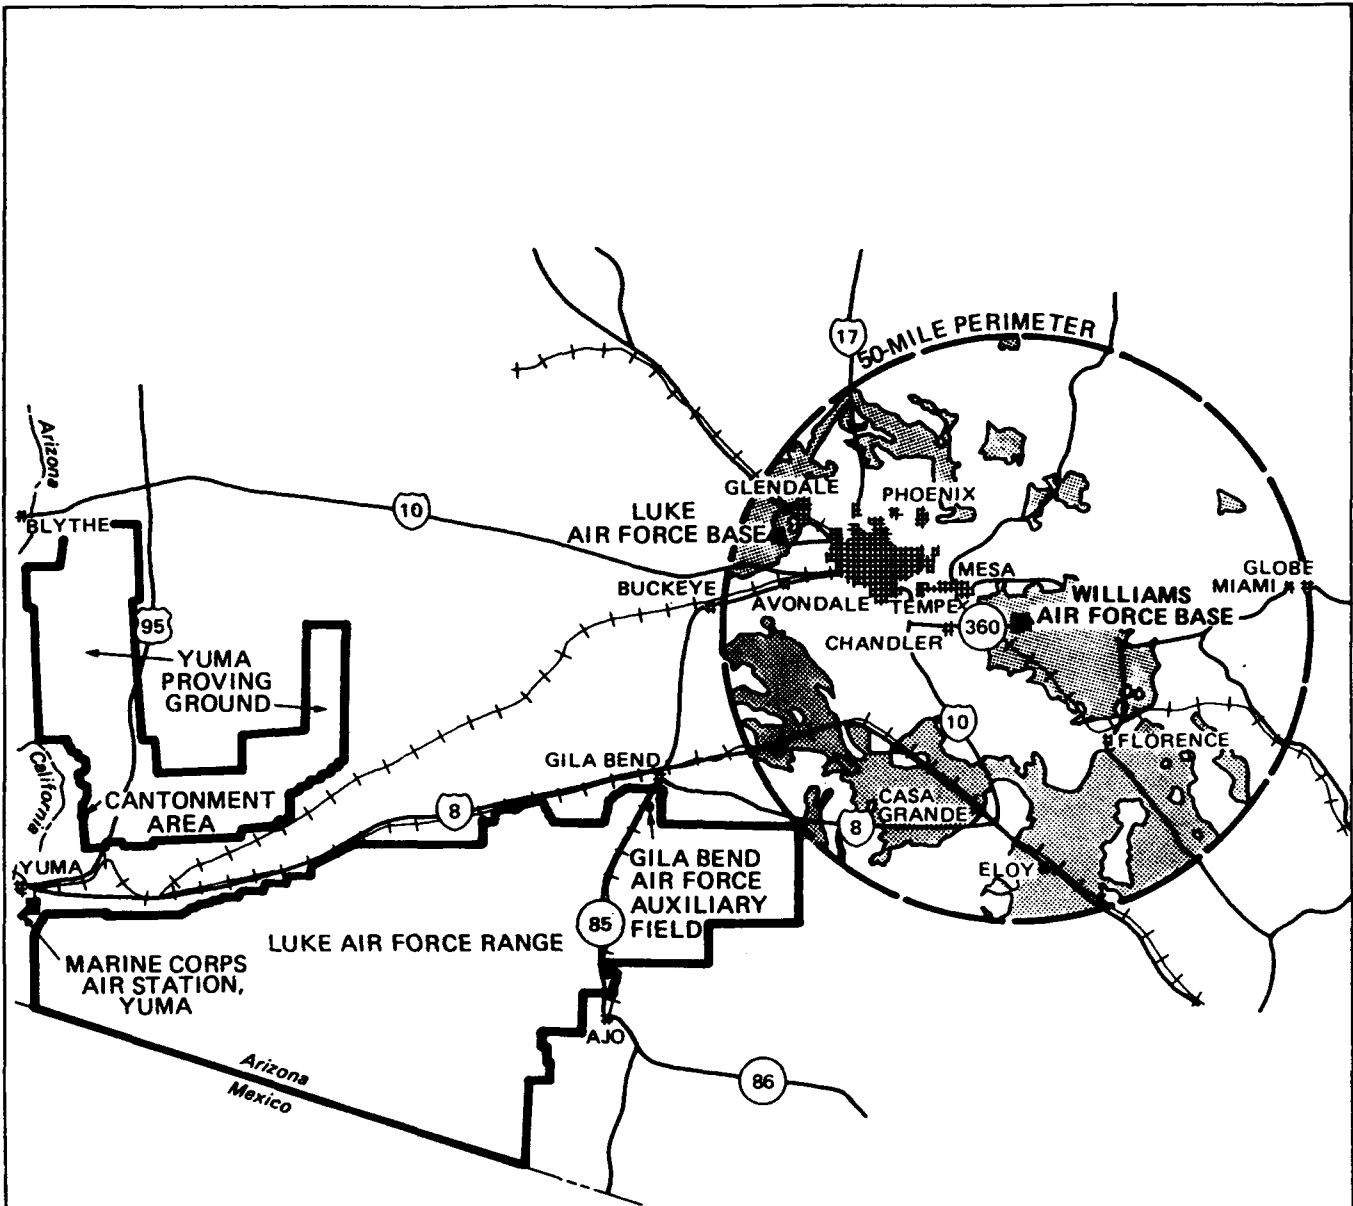 17
50-MILE PERIMETER
Arizona
GLENDALE
PHOENIX
10
LUKE
AIR FORCE BASE
BLYTHE
MESA
GLOBE
MIAMI
BUCKEYE
AVONDALE
TEMPE
WILLIAMS
AIR FORCE BASE
95
360
CHANDLER
YUMA
PROVING
GROUND
10
FLORENCE
GILA BEND
California
CANTONMENT
AREA
8
CASA
GRANDE
8
YUMA
GILA BEND
AIR FORCE
AUXILIARY
FIELD
ELOY
85
LUKE AIR FORCE RANGE
MARINE CORPS
AIR STATION,
YUMA
AJO
Arizona
Mexico
86